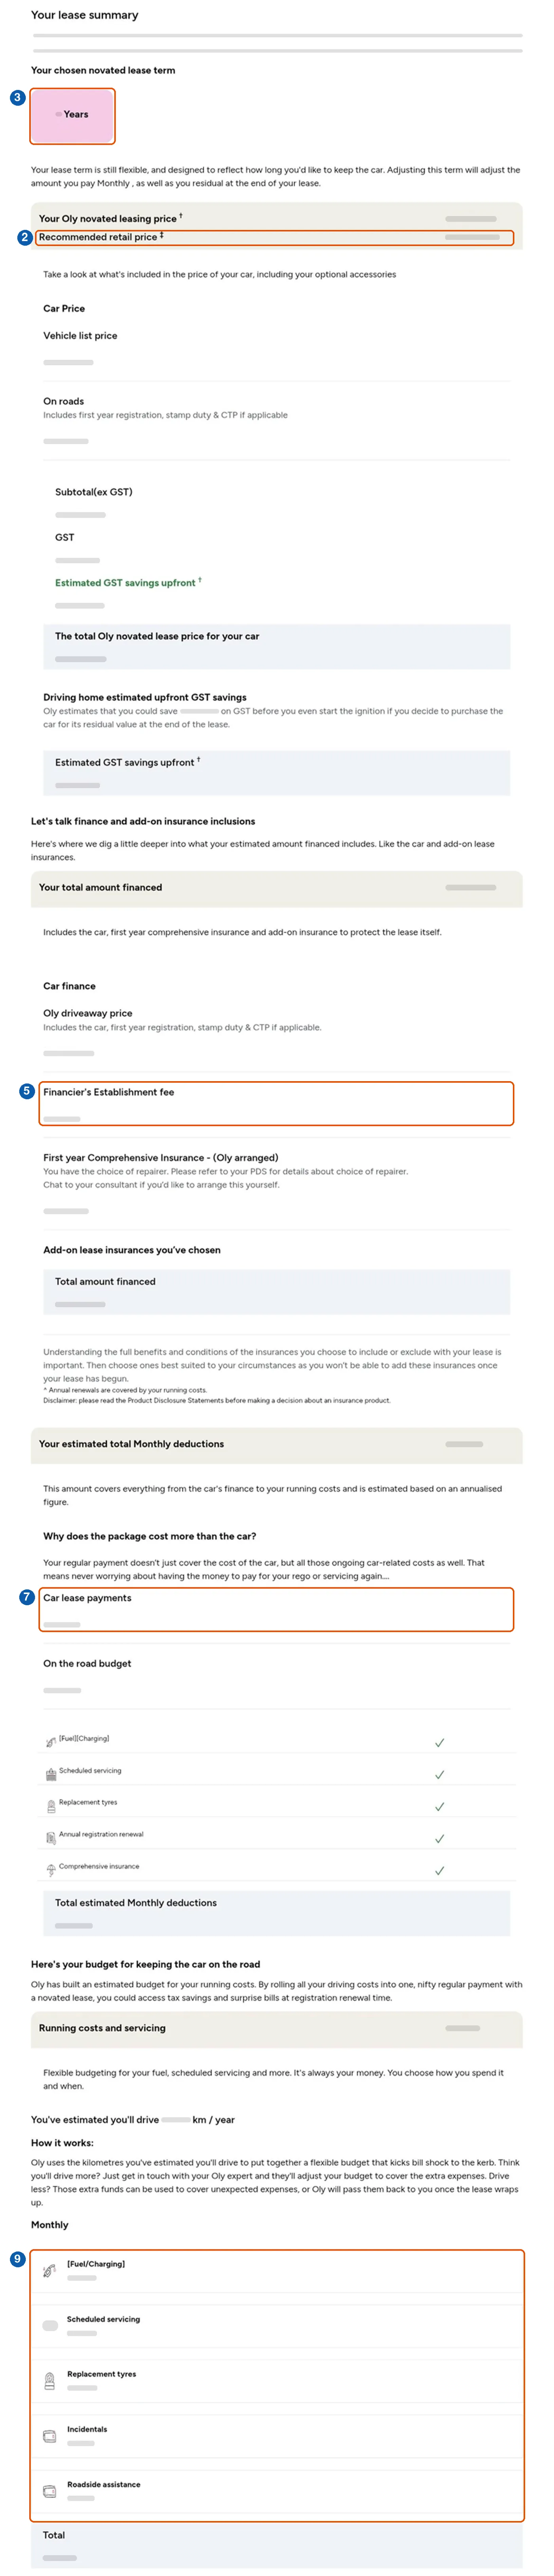 Your lease summary
Your chosen novated lease term
3
Years
Your lease term is still flexible, and designed to reflect how long you'd like to keep the car. Adjusting this term will adjust the
amount you pay Monthly , as well as you residual at the end of your lease.
Your Oly novated leasing price †
2
Recommended retail price ‡
Take a look at what's included in the price of your car, including your optional accessories
Car Price
Vehicle list price
On roads
Includes first year registration, stamp duty & CTP if applicable
Subtotal(ex GST)
GST
Estimated GST savings upfront †
The total Oly novated lease price for your car
Driving home estimated upfront GST savings
Oly estimates that you could save on GST before you even start the ignition if you decide to purchase the
car for its residual value at the end of the lease.
Estimated GST savings upfront †
Let's talk finance and add-on insurance inclusions
Here's where we dig a little deeper into what your estimated amount financed includes. Like the car and add-on lease
insurances.
Your total amount financed
Includes the car, first year comprehensive insurance and add-on insurance to protect the lease itself.
Car finance
Oly driveaway price
Includes the car, first year registration, stamp duty & CTP if applicable.
5
Financier's Establishment fee
First year Comprehensive Insurance - (Oly arranged)
You have the choice of repairer. Please refer to your PDS for details about choice of repairer.
Chat to your consultant if you'd like to arrange this yourself.
Add-on lease insurances you've chosen
Total amount financed
Understanding the full benefits and conditions of the insurances you choose to include or exclude with your lease is
important. Then choose ones best suited to your circumstances as you won't be able to add these insurances once
your lease has begun.
* Annual renewals are covered by your running costs.
Disclaimer: please read the Product Disclosure Statements before making a decision about an insurance product.
Your estimated total Monthly deductions
This amount covers everything from the car's finance to your running costs and is estimated based on an annualised
figure.
Why does the package cost more than the car?
Your regular payment doesn't just cover the cost of the car, but all those ongoing car-related costs as well. That
means never worrying about having the money to pay for your rego or servicing again....
7
Car lease payments
On the road budget
[Fuel][Charging]
Scheduled servicing
Replacement tyres
Annual registration renewal
Comprehensive insurance
Total estimated Monthly deductions
Here's your budget for keeping the car on the road
Oly has built an estimated budget for your running costs. By rolling all your driving costs into one, nifty regular payment with
a novated lease, you could access tax savings and surprise bills at registration renewal time.
Running costs and servicing
Flexible budgeting for your fuel, scheduled servicing and more. It's always your money. You choose how you spend it
and when.
You've estimated you'll drive km / year
How it works:
Oly uses the kilometres you've estimated you'll drive to put together a flexible budget that kicks bill shock to the kerb. Think
you'll drive more? Just get in touch with your Oly expert and they'll adjust your budget to cover the extra expenses. Drive
less? Those extra funds can be used to cover unexpected expenses, or Oly will pass them back to you once the lease wraps
up.
Monthly
9
[Fuel/Charging]
Scheduled servicing
Replacement tyres
Incidentals
Roadside assistance
Total